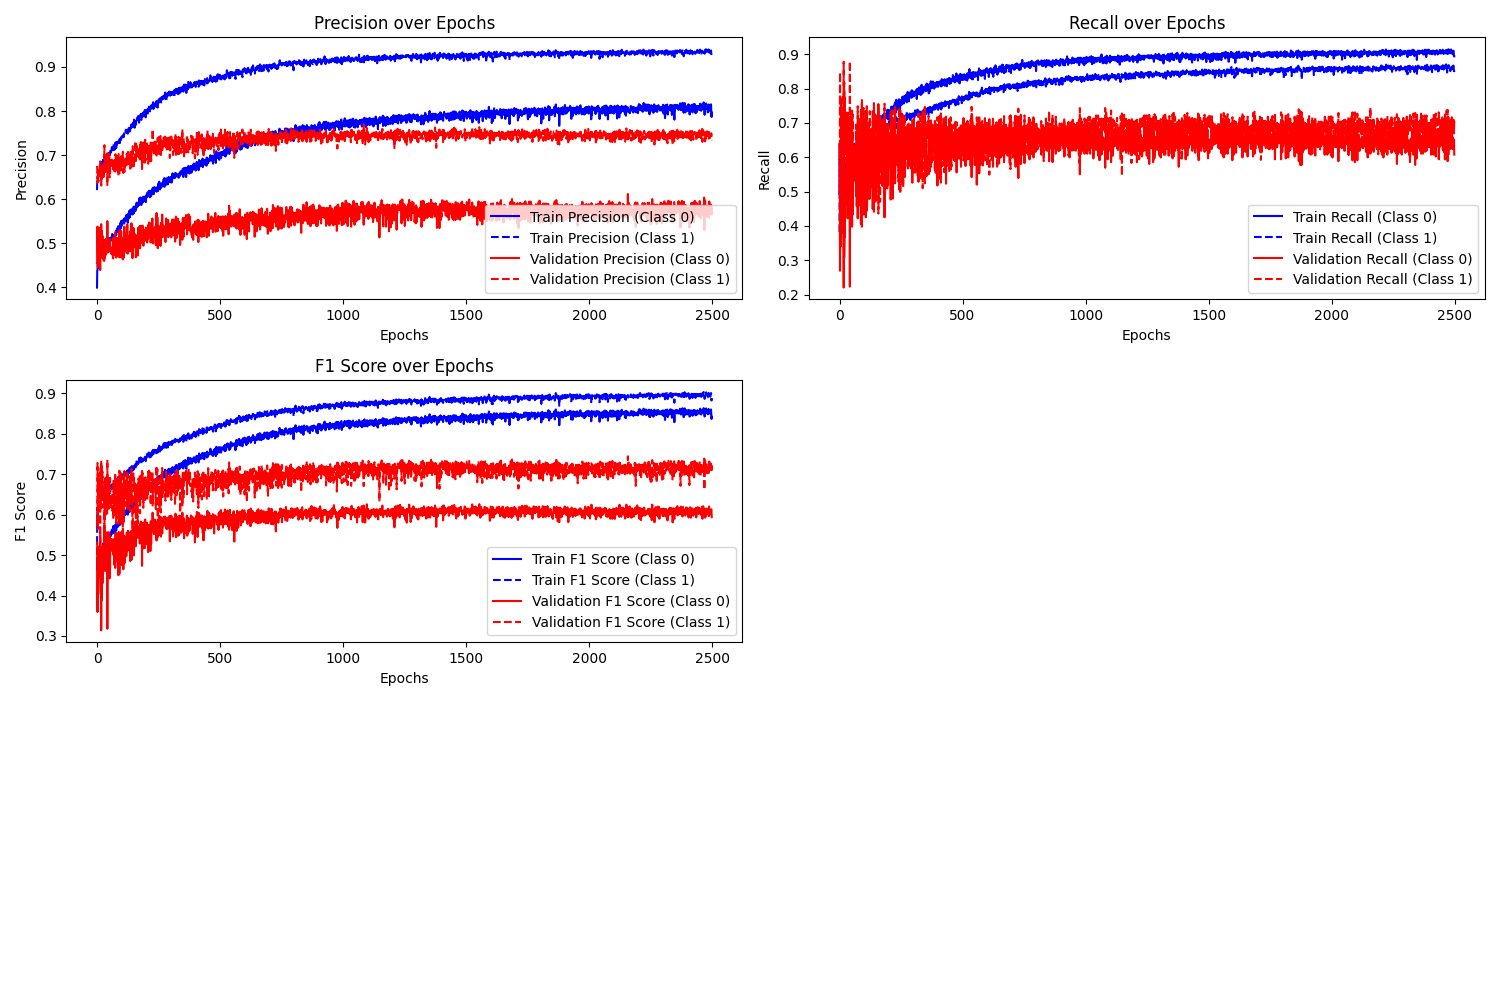 Precision over Epochs
Precision
0.9
0.8
0.7
0.6
0.5
0.4
0
500
1000
1500
2000
2500
Epochs
Train Precision (Class 0)
Train Precision (Class 1)
Validation Precision (Class 0)
Validation Precision (Class 1)
Recall over Epochs
Recall
0.9
0.8
0.7
0.6
0.5
0.4
0.3
0.2
0
500
1000
1500
2000
2500
Epochs
Train Recall (Class 0)
Train Recall (Class 1)
Validation Recall (Class 0)
Validation Recall (Class 1)
F1 Score over Epochs
F1 Score
0.9
0.8
0.7
0.6
0.5
0.4
0.3
0
500
1000
1500
2000
2500
Epochs
Train F1 Score (Class 0)
Train F1 Score (Class 1)
Validation F1 Score (Class 0)
Validation F1 Score (Class 1)